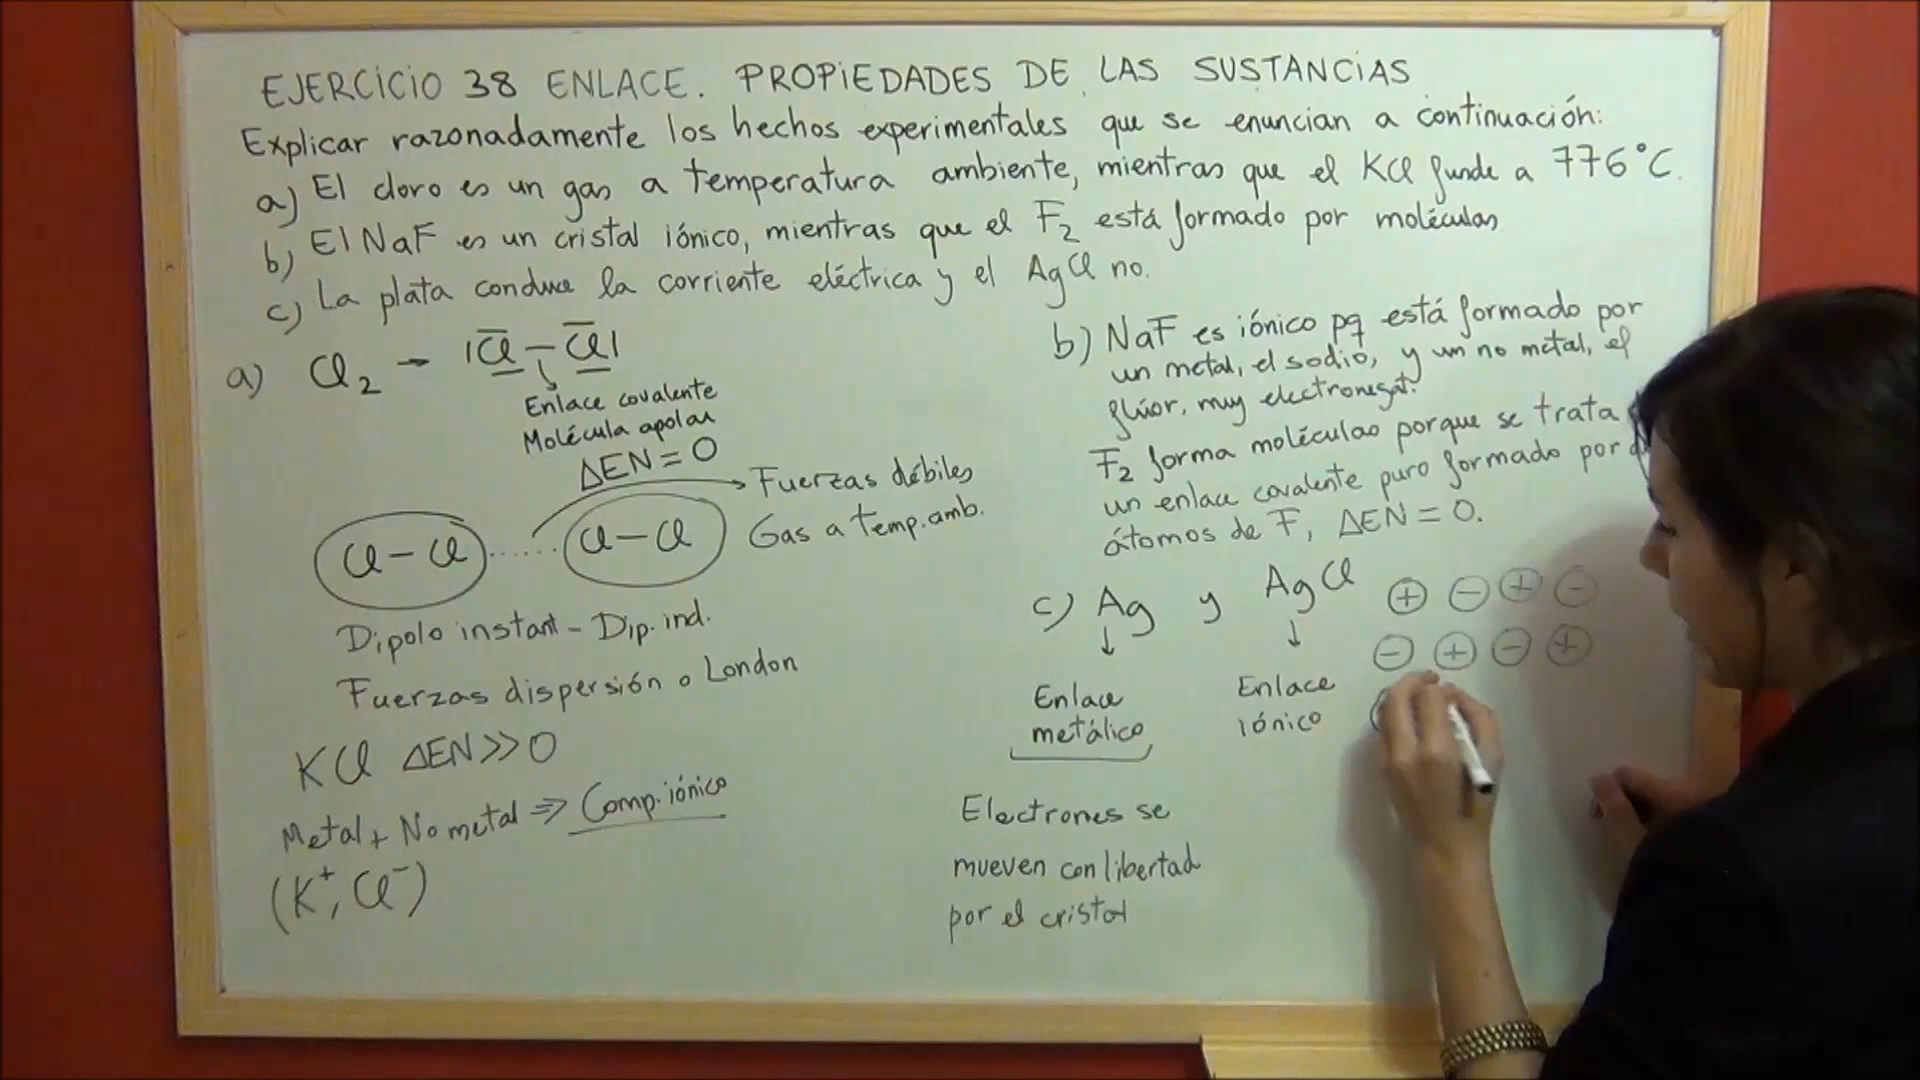 EJERCICIO 38 ENLACE. PROPIEDADES DE LAS SUSTANCIAS
Explicar razonadamente los hechos experimentales que se enuncian a continuación:
a) El cloro es un gas a temperatura ambiente, mientras que el KCl funde a 776°C.
b) El NaF es un cristal iónico, mientras que el F₂ está formado por moléculas
c) La plata conduce la corriente eléctrica y el AgCl no.
a) Cl₂ → |Cl — Cl|
Enlace covalente
Molécula apolar
ΔEN = 0
Fuerzas débiles
Gas a temp. amb.
Cl — Cl ...... Cl — Cl
Dipolo instant - Dip. ind.
Fuerzas dispersión o London
KCl ΔEN >> 0
Metal + No metal ⇒ Comp. iónico
(K⁺, Cl⁻)
b) NaF es iónico pq está formado por
un metal, el sodio, y un no metal, el
flúor, muy electronegat.
F₂ forma moléculas porque se trata
un enlace covalente puro formado por
átomos de F, ΔEN = 0.
c) Ag y AgCl
↓ ↓
Enlace
metálico
Enlace
iónico
+ − + −
− + − +
Electrones se
mueven con libertad
por el cristal